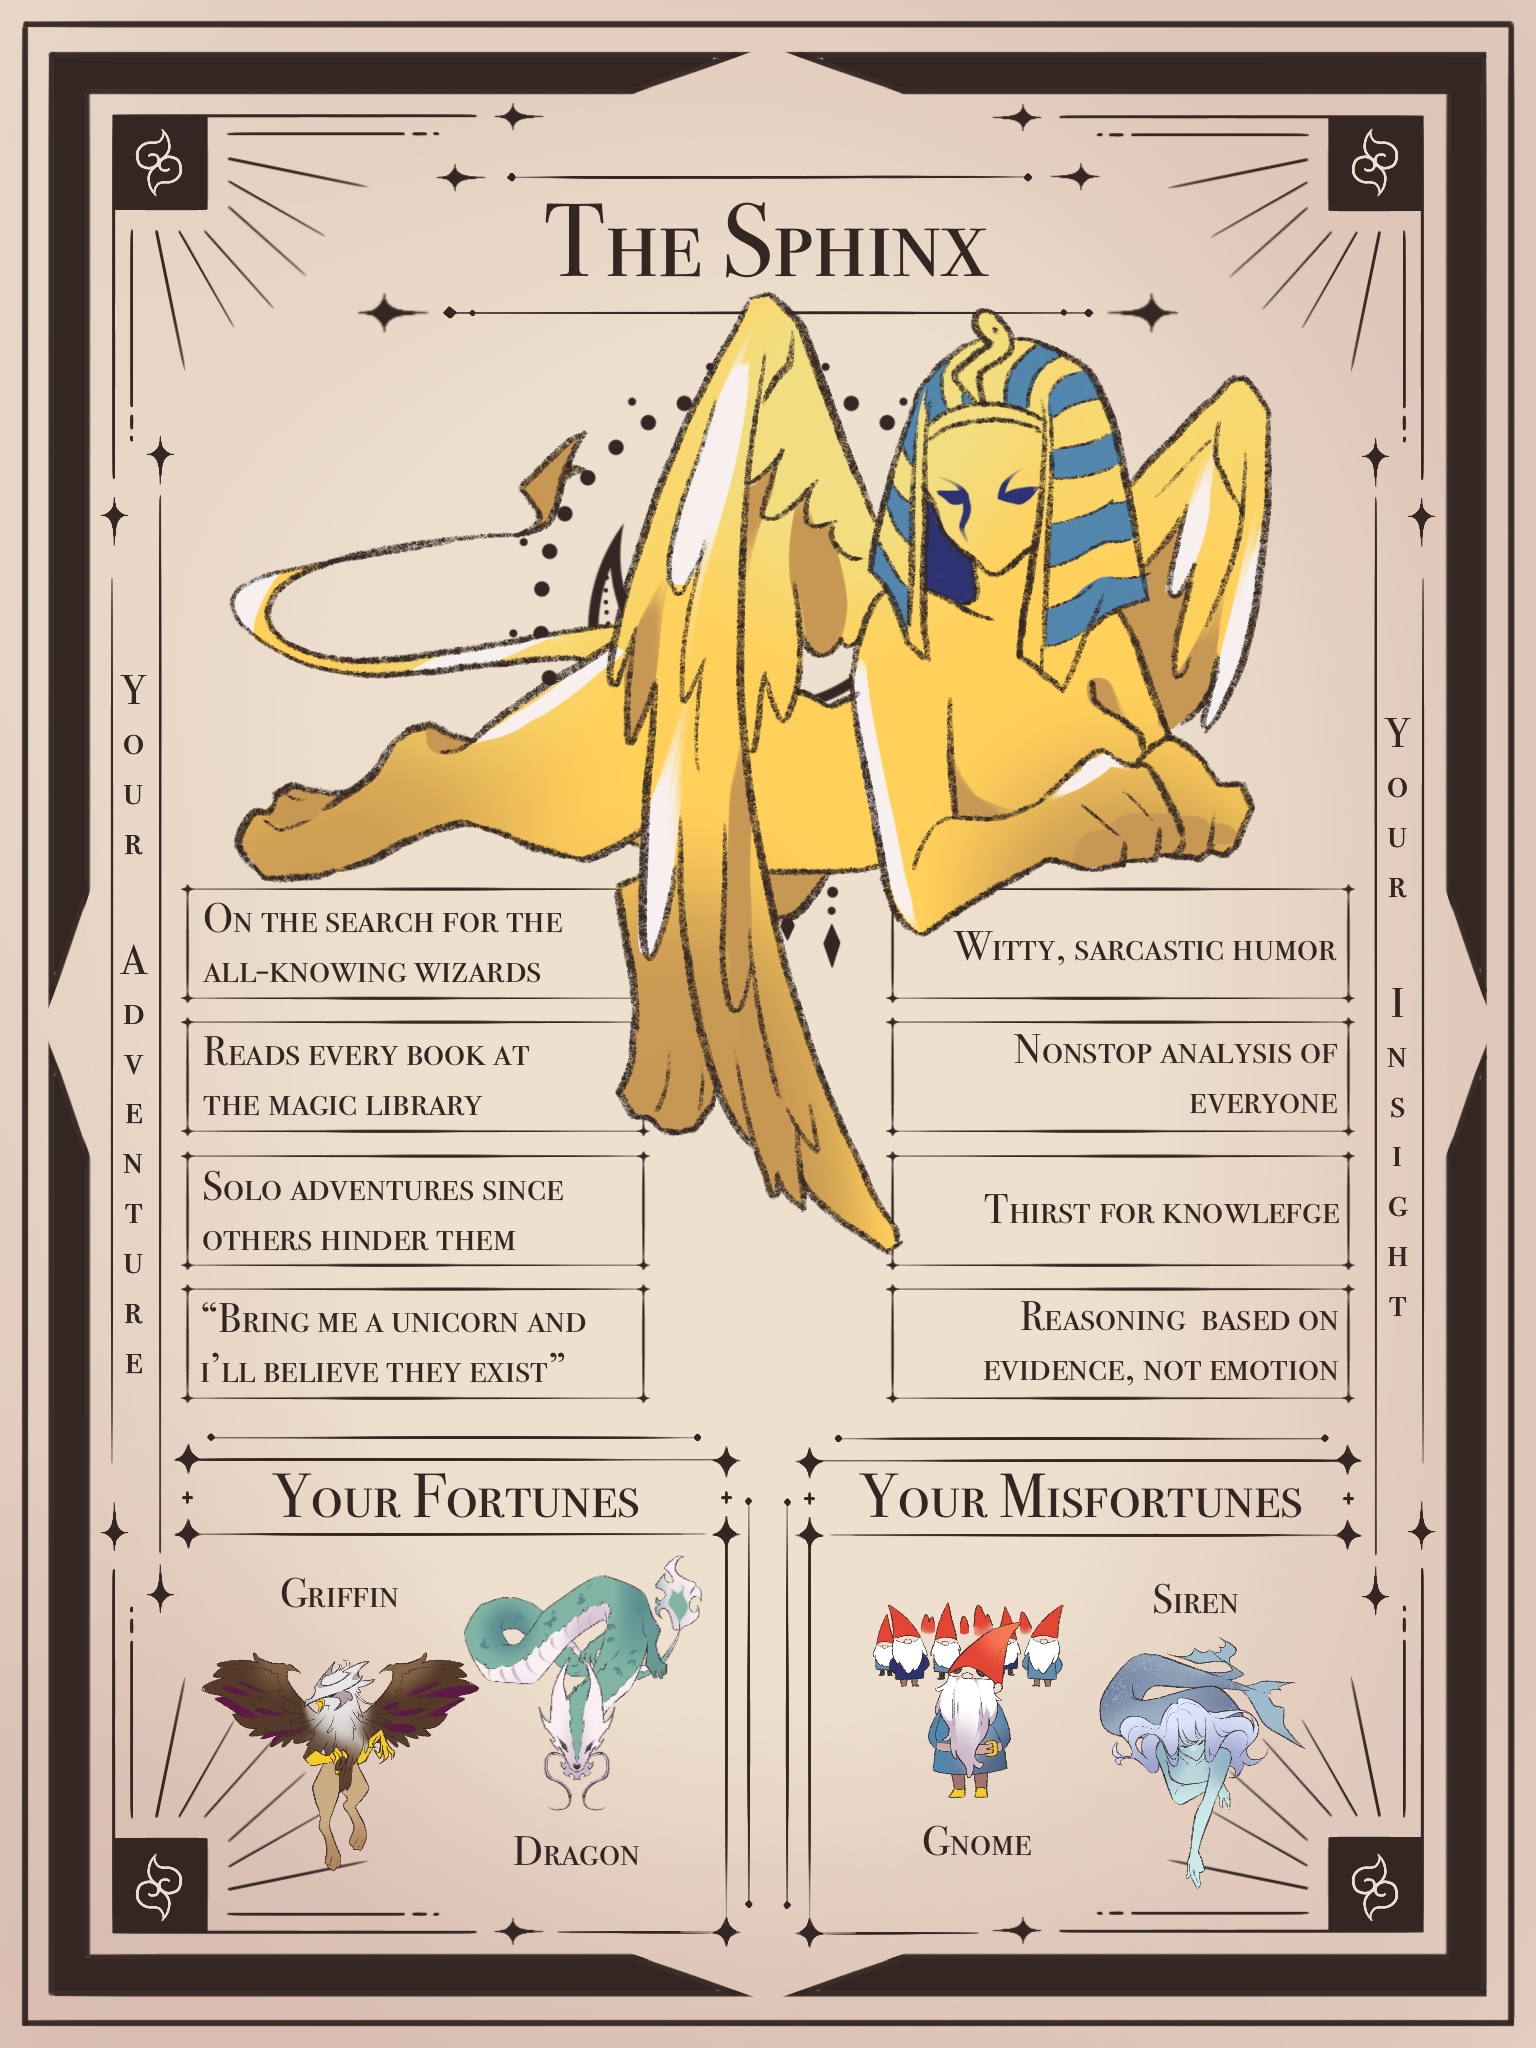 The Sphinx
Your Adventure
On the search for the
all-knowing wizards
Reads every book at
the magic library
Solo adventures since
others hinder them
“Bring me a unicorn and
i’ll believe they exist”
Witty, sarcastic humor
Nonstop analysis of
everyone
Thirst for knowlefge
Reasoning based on
evidence, not emotion
Your Insight
Your Fortunes
Griffin
Dragon
Your Misfortunes
Siren
Gnome